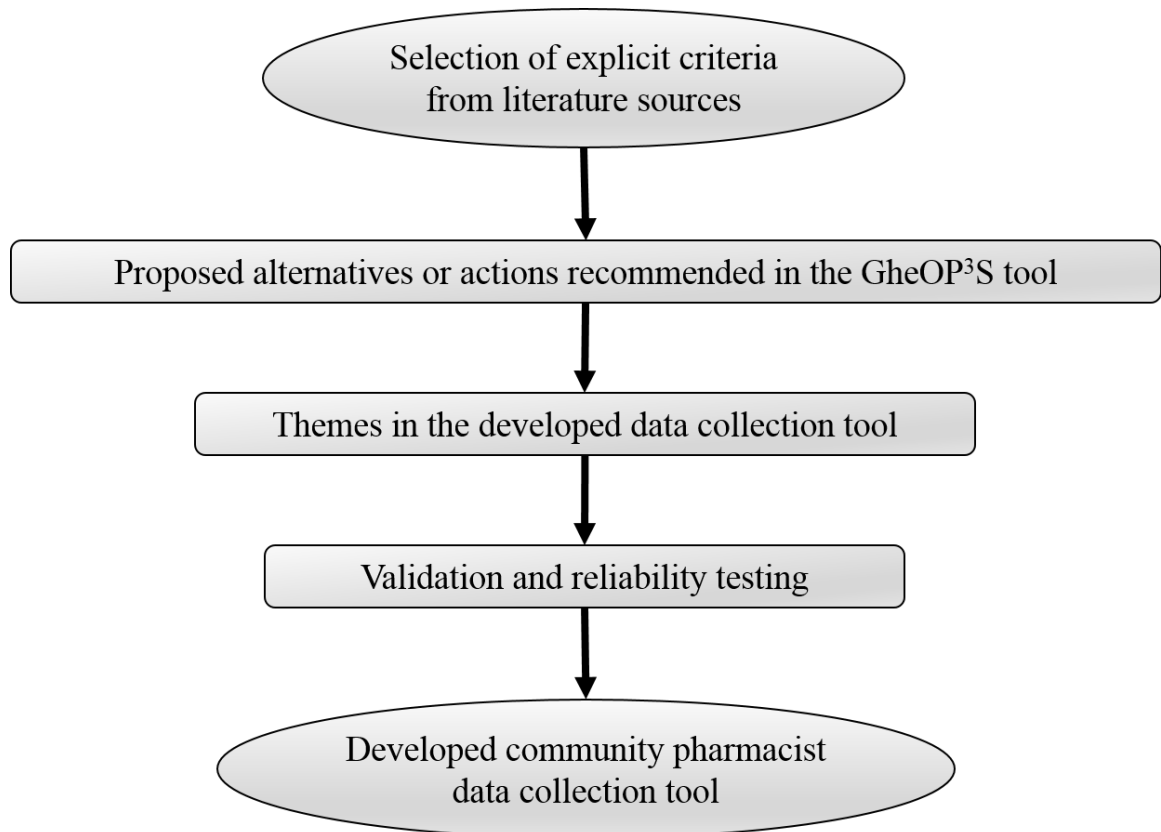 Selection of explicit criteria
from literature sources
Proposed alternatives or actions recommended in the GheOP³S tool
Themes in the developed data collection tool
Validation and reliability testing
Developed community pharmacist
data collection tool